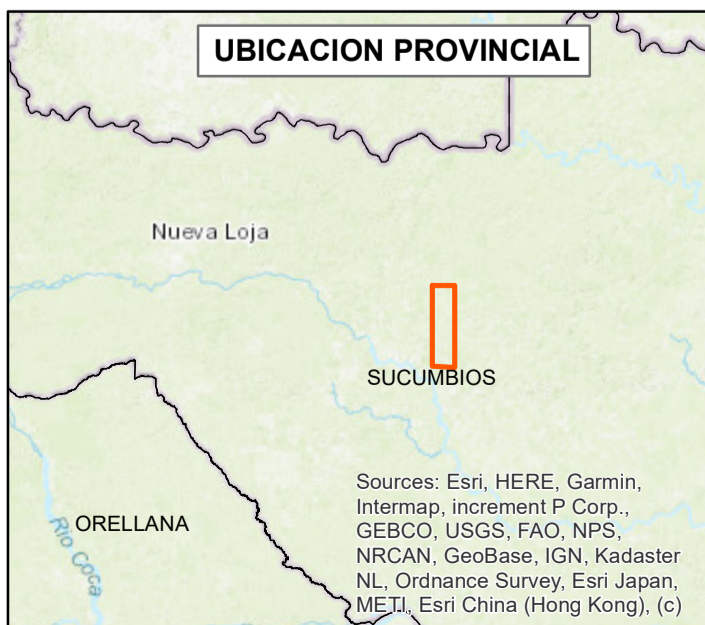 UBICACION PROVINCIAL
Nueva Loja
SUCUMBIOS
ORELLANA
Rio Coca
Sources: Esri, HERE, Garmin,
Intermap, increment P Corp.,
GEBCO, USGS, FAO, NPS,
NRCAN, GeoBase, IGN, Kadaster
NL, Ordnance Survey, Esri Japan,
METI, Esri China (Hong Kong), (c)